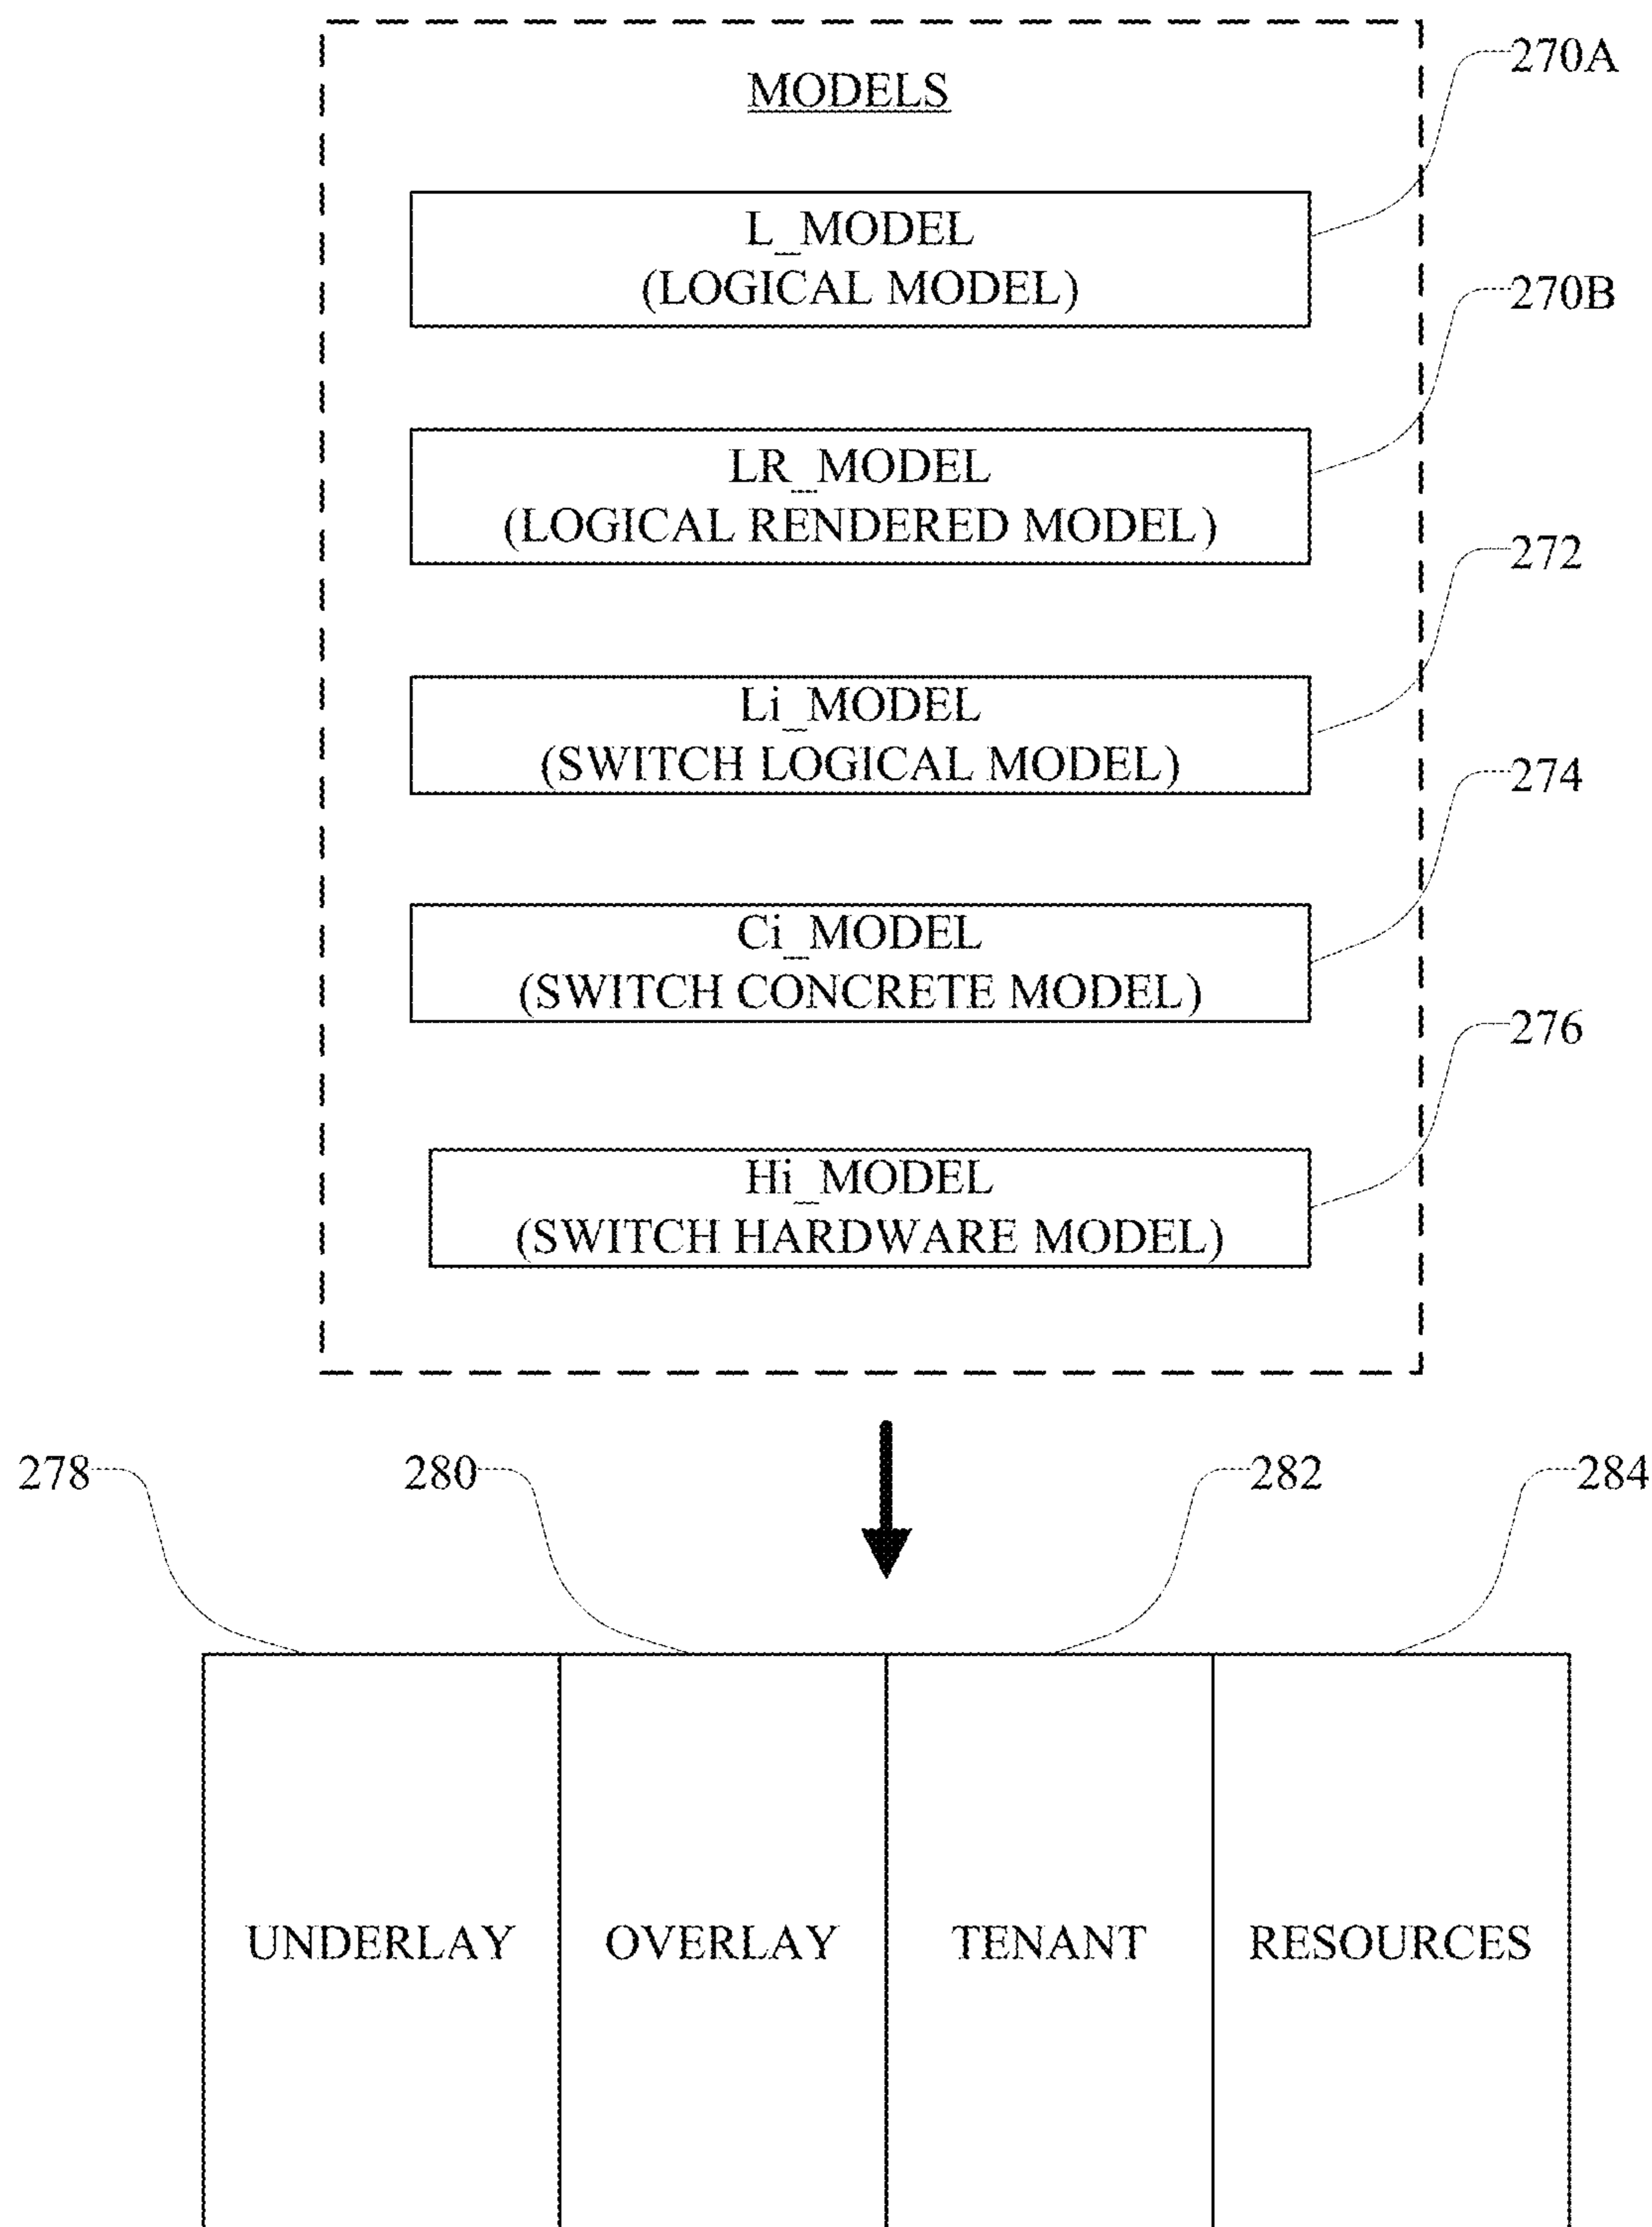 MODELS
270A
L_MODEL
(LOGICAL MODEL)
270B
LR_MODEL
(LOGICAL RENDERED MODEL)
272
Li_MODEL
(SWITCH LOGICAL MODEL)
274
Ci_MODEL
(SWITCH CONCRETE MODEL)
276
Hi_MODEL
(SWITCH HARDWARE MODEL)
278 280 282 284
UNDERLAY OVERLAY TENANT RESOURCES